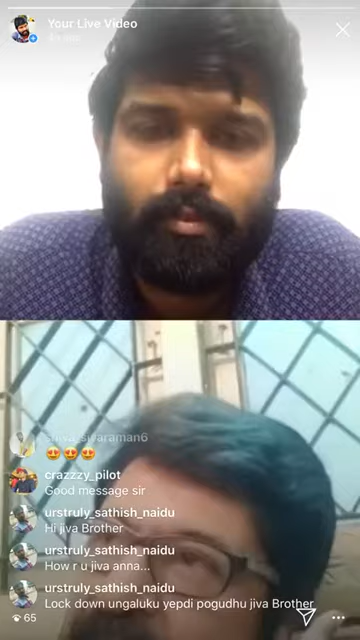 Your Live Video
shiva_sivaraman6
😍😍😍
crazzzy_pilot
Good message sir
urstruly_sathish_naidu
Hi jiva Brother
urstruly_sathish_naidu
How r u jiva anna...
urstruly_sathish_naidu
Lock down ungaluku yepdi pogudhu jiva Brother
65